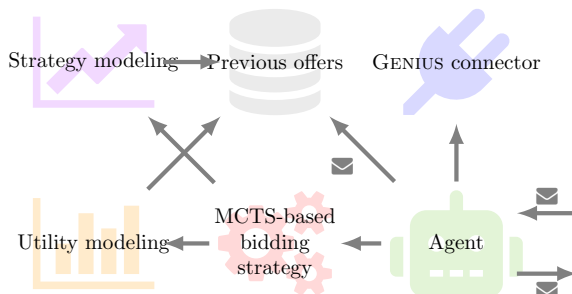 Strategy modeling
Previous offers
GENIUS connector
Utility modeling
MCTS-based
bidding
strategy
Agent